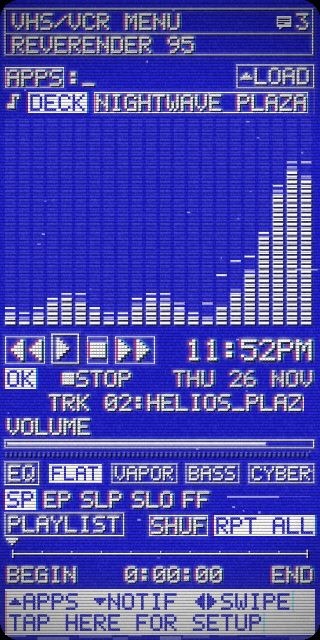 VHS/VCR MENU 3
REVERENDER 95
APPS:_ LOAD
DECK NIGHTWAVE PLAZA
11:52PM
OK STOP THU 26 NOV
TRK 02:HELIOS_PLAZ
VOLUME
EQ FLAT VAPOR BASS CYBER
SP EP SLP SLO FF
PLAYLIST SHUF RPT ALL
BEGIN 0:00:00 END
APPS NOTIF SWIPE
TAP HERE FOR SETUP